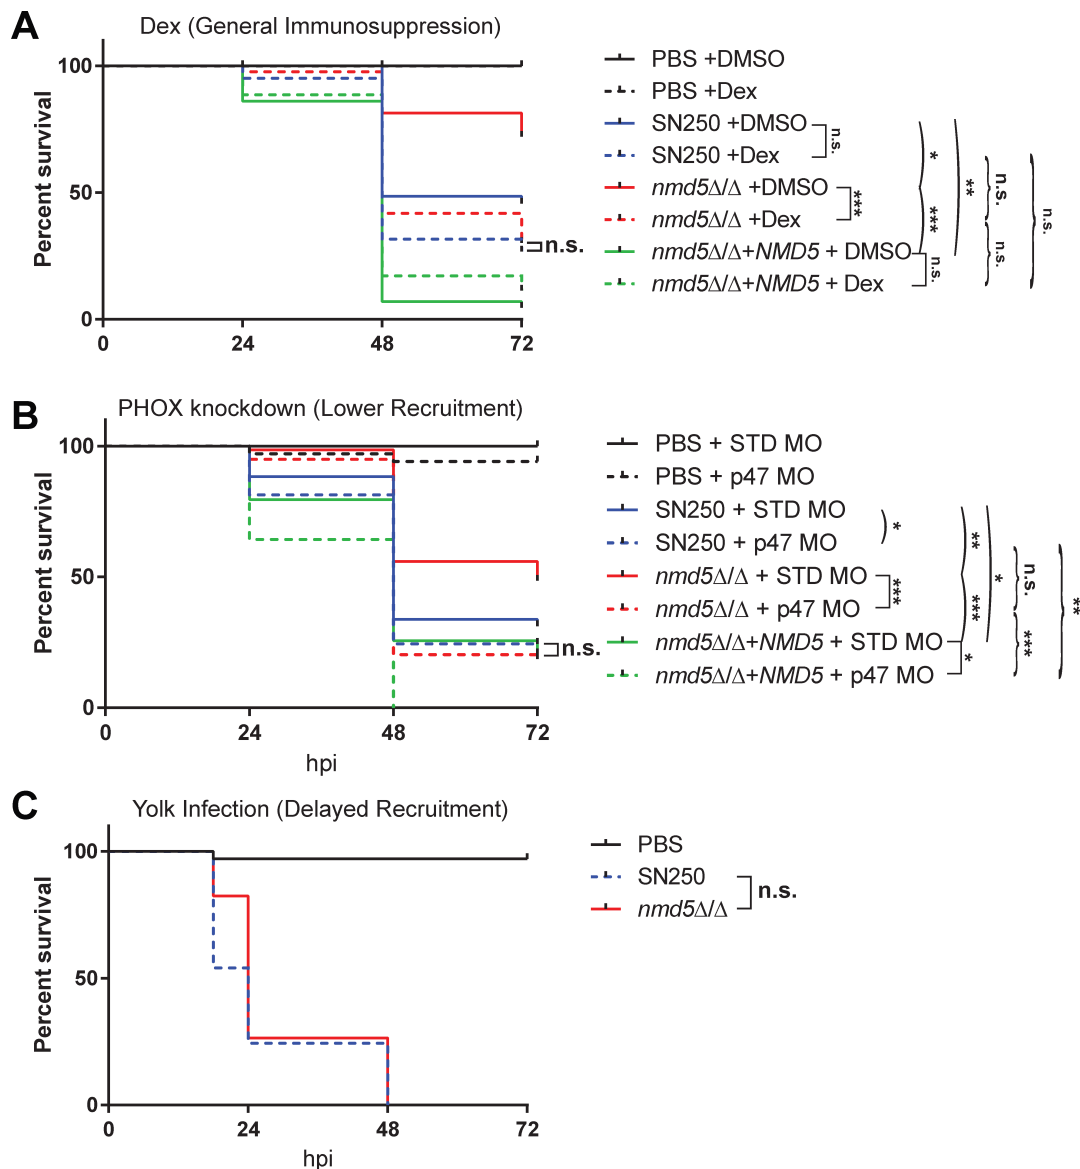 A
Dex (General Immunosuppression)
Percent survival
100
50
0
0 24 48 72
n.s.
PBS +DMSO
PBS +Dex
SN250 +DMSO
SN250 +Dex
nmd5Δ/Δ +DMSO
nmd5Δ/Δ +Dex
nmd5Δ/Δ+NMD5 + DMSO
nmd5Δ/Δ+NMD5 + Dex
n.s.
***
n.s.
*
***
**
n.s.
n.s.
n.s.
B
PHOX knockdown (Lower Recruitment)
Percent survival
100
50
0
0 24 48 72
hpi
n.s.
PBS + STD MO
PBS + p47 MO
SN250 + STD MO
SN250 + p47 MO
nmd5Δ/Δ + STD MO
nmd5Δ/Δ + p47 MO
nmd5Δ/Δ+NMD5 + STD MO
nmd5Δ/Δ+NMD5 + p47 MO
*
***
*
**
***
*
n.s.
***
**
C
Yolk Infection (Delayed Recruitment)
Percent survival
100
50
0
0 24 48 72
hpi
PBS
SN250
nmd5Δ/Δ
n.s.